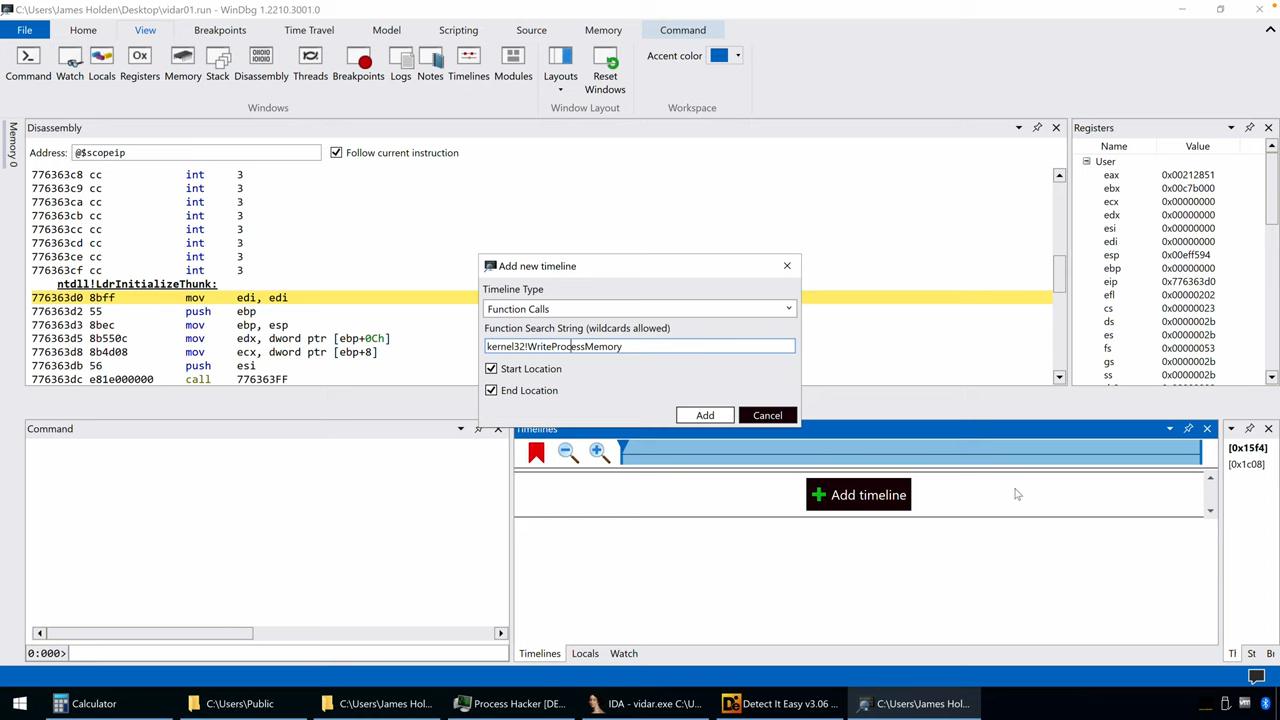 C:\Users\James Holden\Desktop\vidar01.run - WinDbg 1.2210.3001.0
File Home View Breakpoints Time Travel Model Scripting Source Memory Command
Command Watch Locals Registers Memory Stack Disassembly Threads Breakpoints Logs Notes Timelines Modules Layouts Reset Windows Accent color
Windows Window Layout Workspace
Memory 0
Disassembly
Address: @$scopeip Follow current instruction
776363c8 cc int 3
776363c9 cc int 3
776363ca cc int 3
776363cb cc int 3
776363cc cc int 3
776363cd cc int 3
776363ce cc int 3
776363cf cc int 3
ntdll!LdrInitializeThunk:
776363d0 8bff mov edi, edi
776363d2 55 push ebp
776363d3 8bec mov ebp, esp
776363d5 8b550c mov edx, dword ptr [ebp+0Ch]
776363d8 8b4d08 mov ecx, dword ptr [ebp+8]
776363db 56 push esi
776363dc e81e000000 call 776363FF
Registers
Name Value
User
eax 0x00212851
ebx 0x00c7b000
ecx 0x00000000
edx 0x00000000
esi 0x00000000
edi 0x00000000
esp 0x00eff594
ebp 0x00000000
eip 0x776363d0
efl 0x00000202
cs 0x00000023
ds 0x0000002b
es 0x0000002b
fs 0x00000053
gs 0x0000002b
ss 0x0000002b
Add new timeline
Timeline Type
Function Calls
Function Search String (wildcards allowed)
kernel32!WriteProcessMemory
Start Location
End Location
Add Cancel
Command
0:000>
Timelines
Add timeline
Timelines Locals Watch
[0x15f4]
[0x1c08]
Tl St Br
Calculator C:\Users\Public C:\Users\James Hol... Process Hacker [DE... IDA - vidar.exe C:\U... Detect It Easy v3.06 ... C:\Users\James Hol...